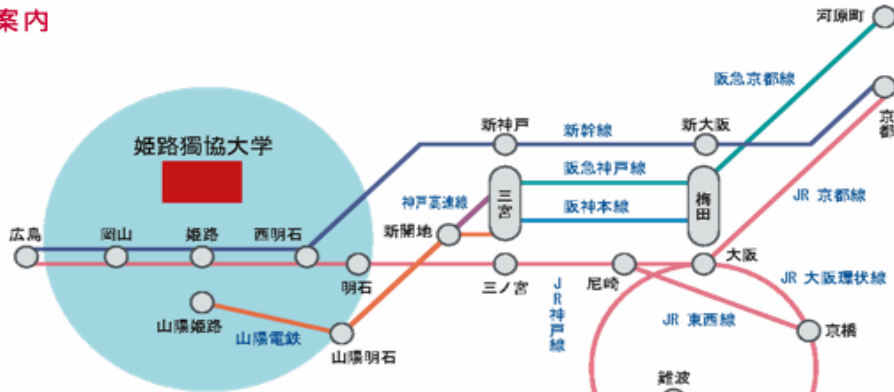 案内
河原町
阪急京都線
京都
新神戸
新幹線
新大阪
姫路獨協大学
阪急神戸線
三宮
梅田
神戸高速線
阪神本線
JR 京都線
新開地
広島
岡山
姫路
西明石
大阪
明石
三ノ宮
尼崎
JR 大阪環状線
JR神戸線
山陽姫路
山陽電鉄
山陽明石
JR 東西線
京橋
難波